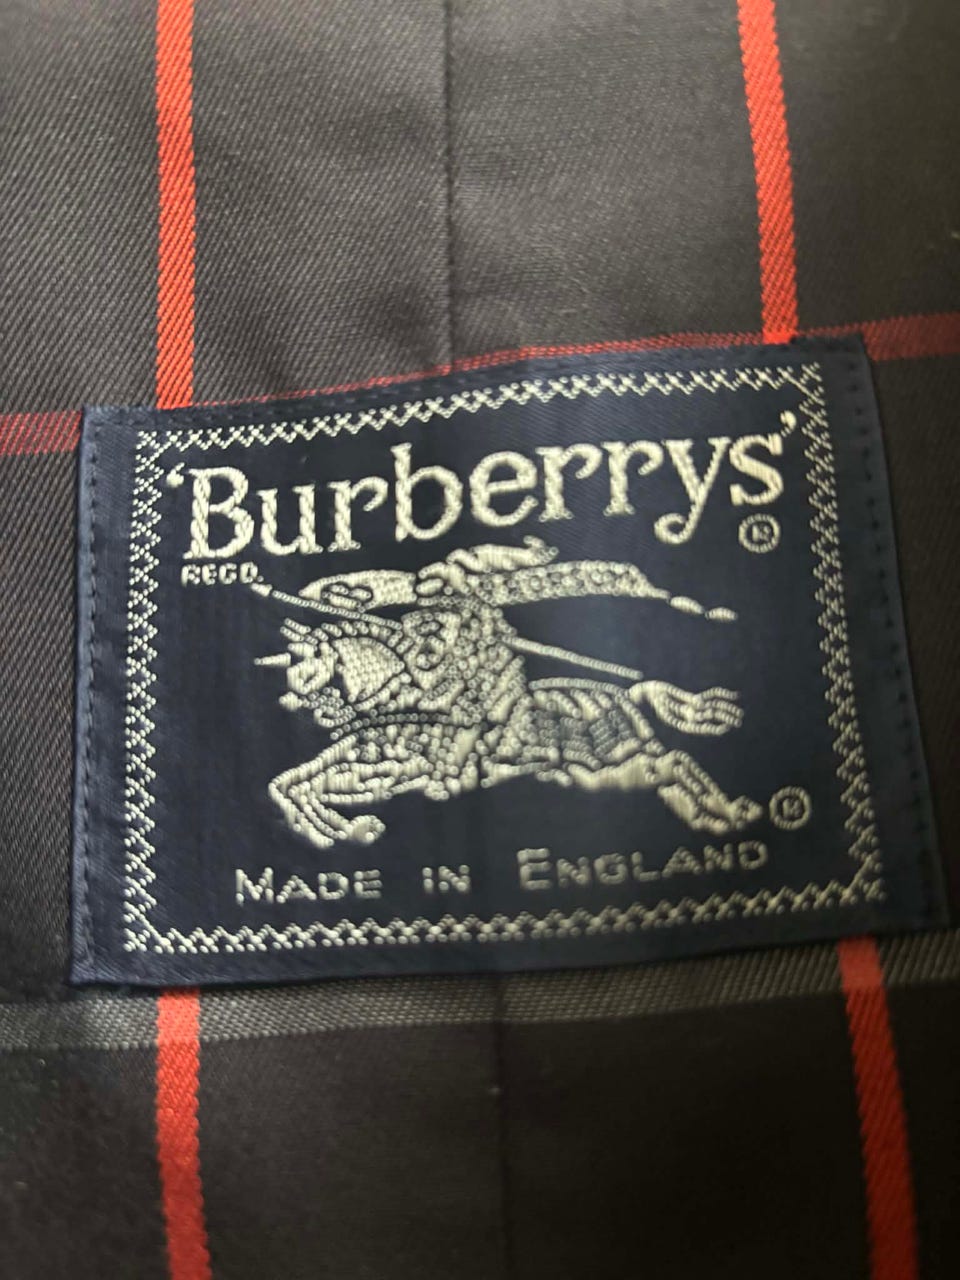 ‘Burberrys’
®
REGD.
®
MADE IN ENGLAND